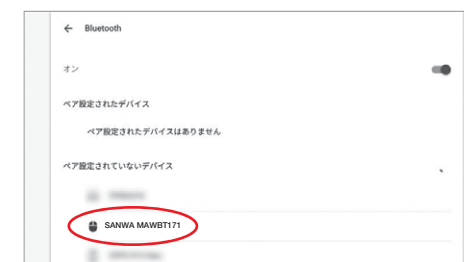 Bluetooth
オン
ペア設定されたデバイス
ペア設定されたデバイスはありません
ペア設定されていないデバイス
SANWA MAWBT171